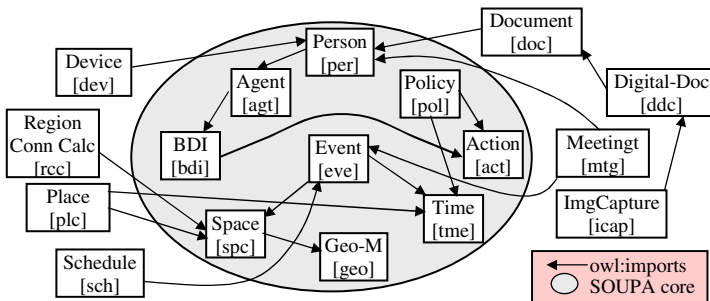 Person
[per]
Document
[doc]
Device
[dev]
Agent
[agt]
Policy
[pol]
Digital-Doc
[ddc]
Region
Conn Calc
[rcc]
BDI
[bdi]
Event
[eve]
Action
[act]
Meetingt
[mtg]
Place
[plc]
Space
[spc]
Geo-M
[geo]
Time
[tme]
ImgCapture
[icap]
Schedule
[sch]
owl:imports
SOUPA core